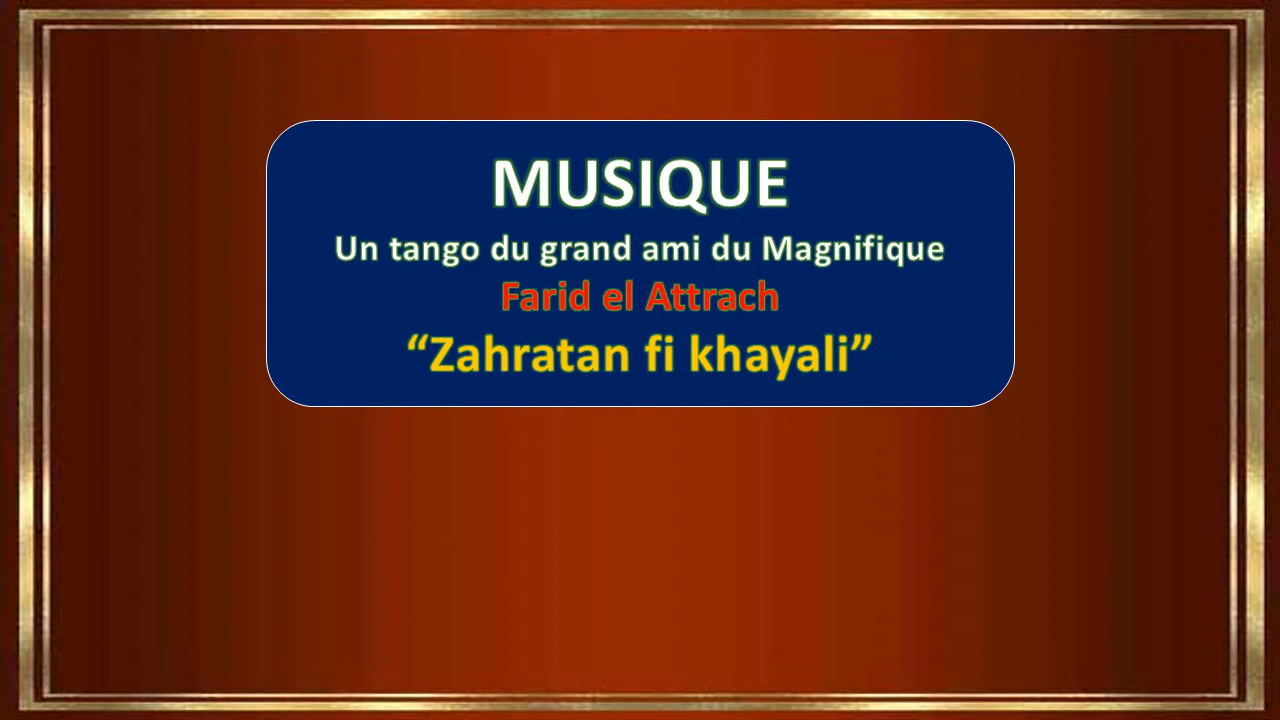 MUSIQUE
Un tango du grand ami du Magnifique
Farid el Attrach
“Zahratan fi khayali”